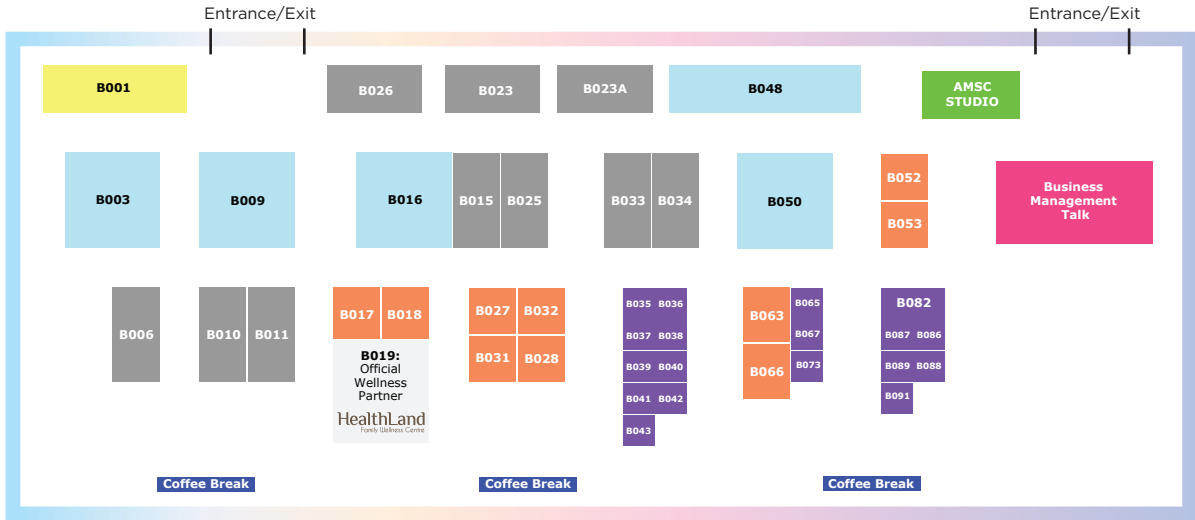 Entrance/Exit
Entrance/Exit
B001
B026
B023
B023A
B048
AMSC
STUDIO
B003
B009
B016
B015
B025
B033
B034
B050
B052
B053
Business
Management
Talk
B006
B010
B011
B017
B018
B019:
Official
Wellness
Partner
HealthLand
Family Wellness Centre
B027
B032
B031
B028
B035 B036
B037 B038
B039 B040
B041 B042
B043
B063
B066
B065
B067
B073
B082
B087 B086
B089 B088
B091
Coffee Break
Coffee Break
Coffee Break